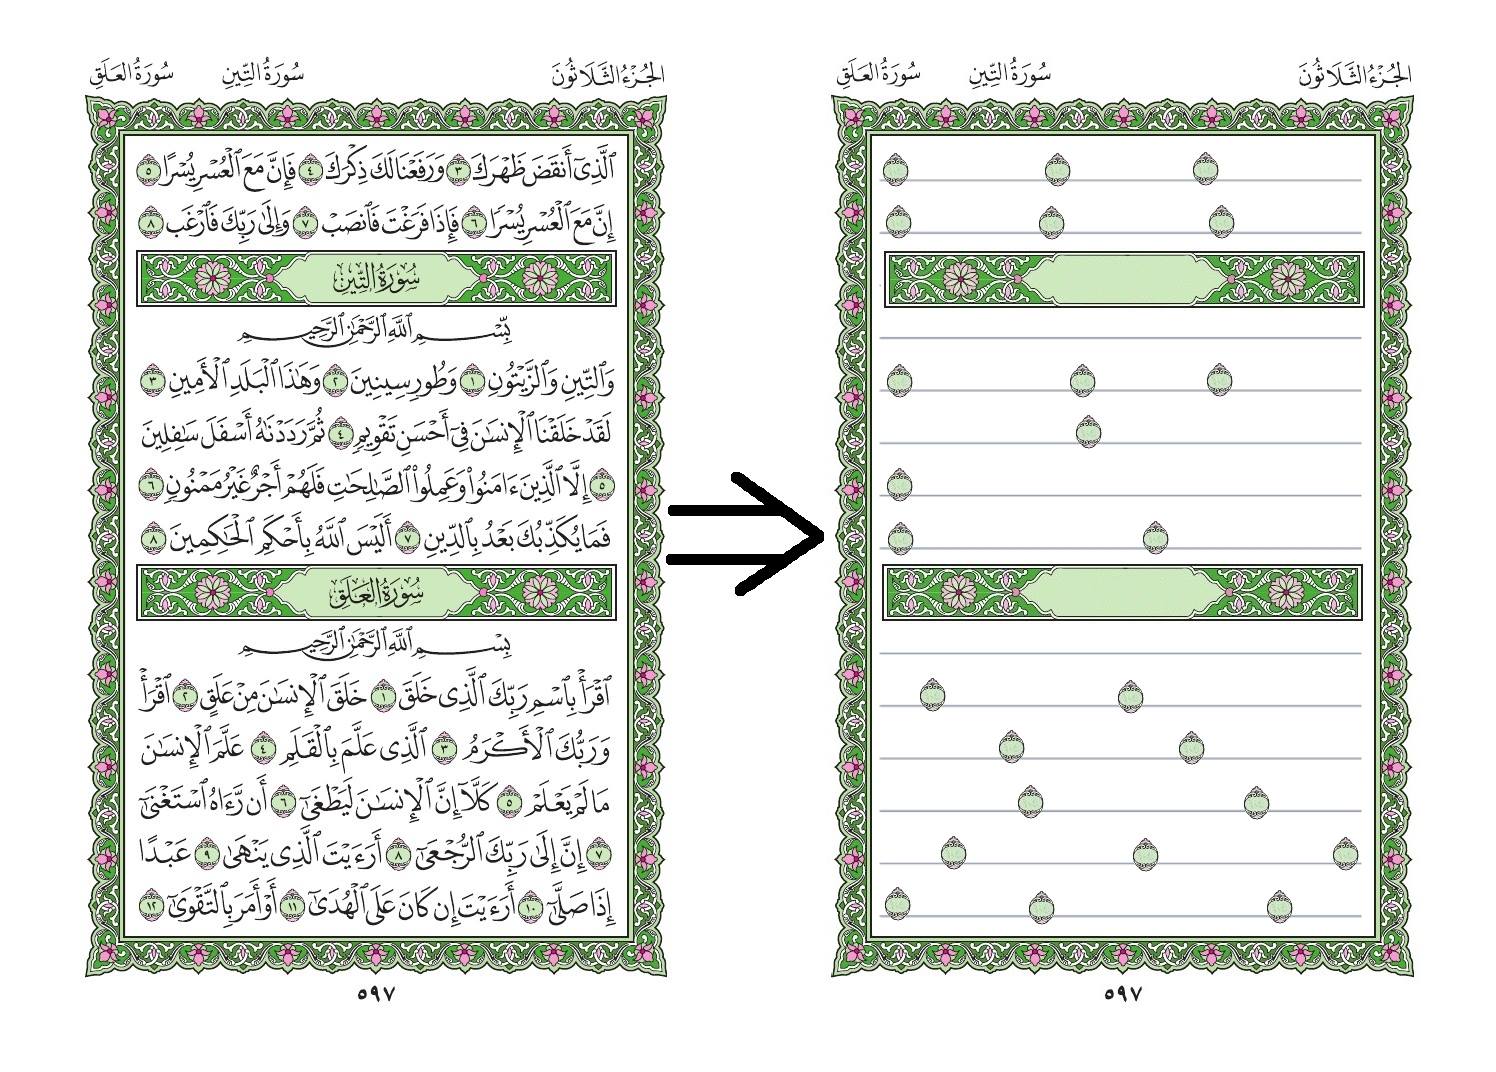 الجُزْءُ الثَّلَاثُونَ سُورَةُ التِّينِ سُورَةُ العَلَقِ
ٱلَّذِىٓ أَنقَضَ ظَهْرَكَ ٣ وَرَفَعْنَا لَكَ ذِكْرَكَ ٤ فَإِنَّ مَعَ ٱلْعُسْرِ يُسْرًا ٥
إِنَّ مَعَ ٱلْعُسْرِ يُسْرًا ٦ فَإِذَا فَرَغْتَ فَٱنصَبْ ٧ وَإِلَىٰ رَبِّكَ فَٱرْغَب ٨
سُورَةُ التِّينِ
بِسْمِ ٱللَّهِ ٱلرَّحْمَٰنِ ٱلرَّحِيمِ
وَٱلتِّينِ وَٱلزَّيْتُونِ ١ وَطُورِ سِينِينَ ٢ وَهَٰذَا ٱلْبَلَدِ ٱلْأَمِينِ ٣
لَقَدْ خَلَقْنَا ٱلْإِنسَٰنَ فِىٓ أَحْسَنِ تَقْوِيمٍ ٤ ثُمَّ رَدَدْنَٰهُ أَسْفَلَ سَٰفِلِينَ
٥ إِلَّا ٱلَّذِينَ ءَامَنُوا۟ وَعَمِلُوا۟ ٱلصَّٰلِحَٰتِ فَلَهُمْ أَجْرٌ غَيْرُ مَمْنُونٍ ٦
فَمَا يُكَذِّبُكَ بَعْدُ بِٱلدِّينِ ٧ أَلَيْسَ ٱللَّهُ بِأَحْكَمِ ٱلْحَٰكِمِينَ ٨
سُورَةُ العَلَقِ
بِسْمِ ٱللَّهِ ٱلرَّحْمَٰنِ ٱلرَّحِيمِ
ٱقْرَأْ بِٱسْمِ رَبِّكَ ٱلَّذِى خَلَقَ ١ خَلَقَ ٱلْإِنسَٰنَ مِنْ عَلَقٍ ٢ ٱقْرَأْ
وَرَبُّكَ ٱلْأَكْرَمُ ٣ ٱلَّذِى عَلَّمَ بِٱلْقَلَمِ ٤ عَلَّمَ ٱلْإِنسَٰنَ
مَا لَمْ يَعْلَمْ ٥ كَلَّآ إِنَّ ٱلْإِنسَٰنَ لَيَطْغَىٰٓ ٦ أَن رَّءَاهُ ٱسْتَغْنَىٰٓ
٧ إِنَّ إِلَىٰ رَبِّكَ ٱلرُّجْعَىٰٓ ٨ أَرَءَيْتَ ٱلَّذِى يَنْهَىٰ ٩ عَبْدًا
إِذَا صَلَّىٰٓ ١٠ أَرَءَيْتَ إِن كَانَ عَلَى ٱلْهُدَىٰٓ ١١ أَوْ أَمَرَ بِٱلتَّقْوَىٰٓ ١٢
٥٩٧
الجُزْءُ الثَّلَاثُونَ سُورَةُ التِّينِ سُورَةُ العَلَقِ
٥٩٧